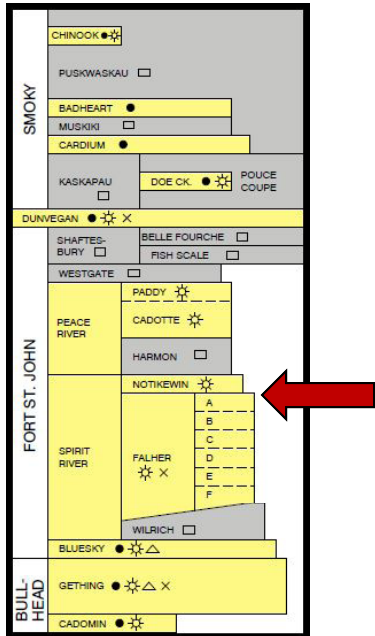 CHINOOK
PUSKWASKAU
BADHEART
MUSKIKI
CARDIUM
SMOKY
KASKAPAU
DOE CK.
POUCE
COUPE
DUNVEGAN
SHAFTES-
BURY
BELLE FOURCHE
FISH SCALE
WESTGATE
FORT ST. JOHN
PEACE
RIVER
PADDY
CADOTTE
HARMON
SPIRIT
RIVER
NOTIKEWIN
FALHER
A
B
C
D
E
F
WILRICH
BLUESKY
BULL-
HEAD
GETHING
CADOMIN